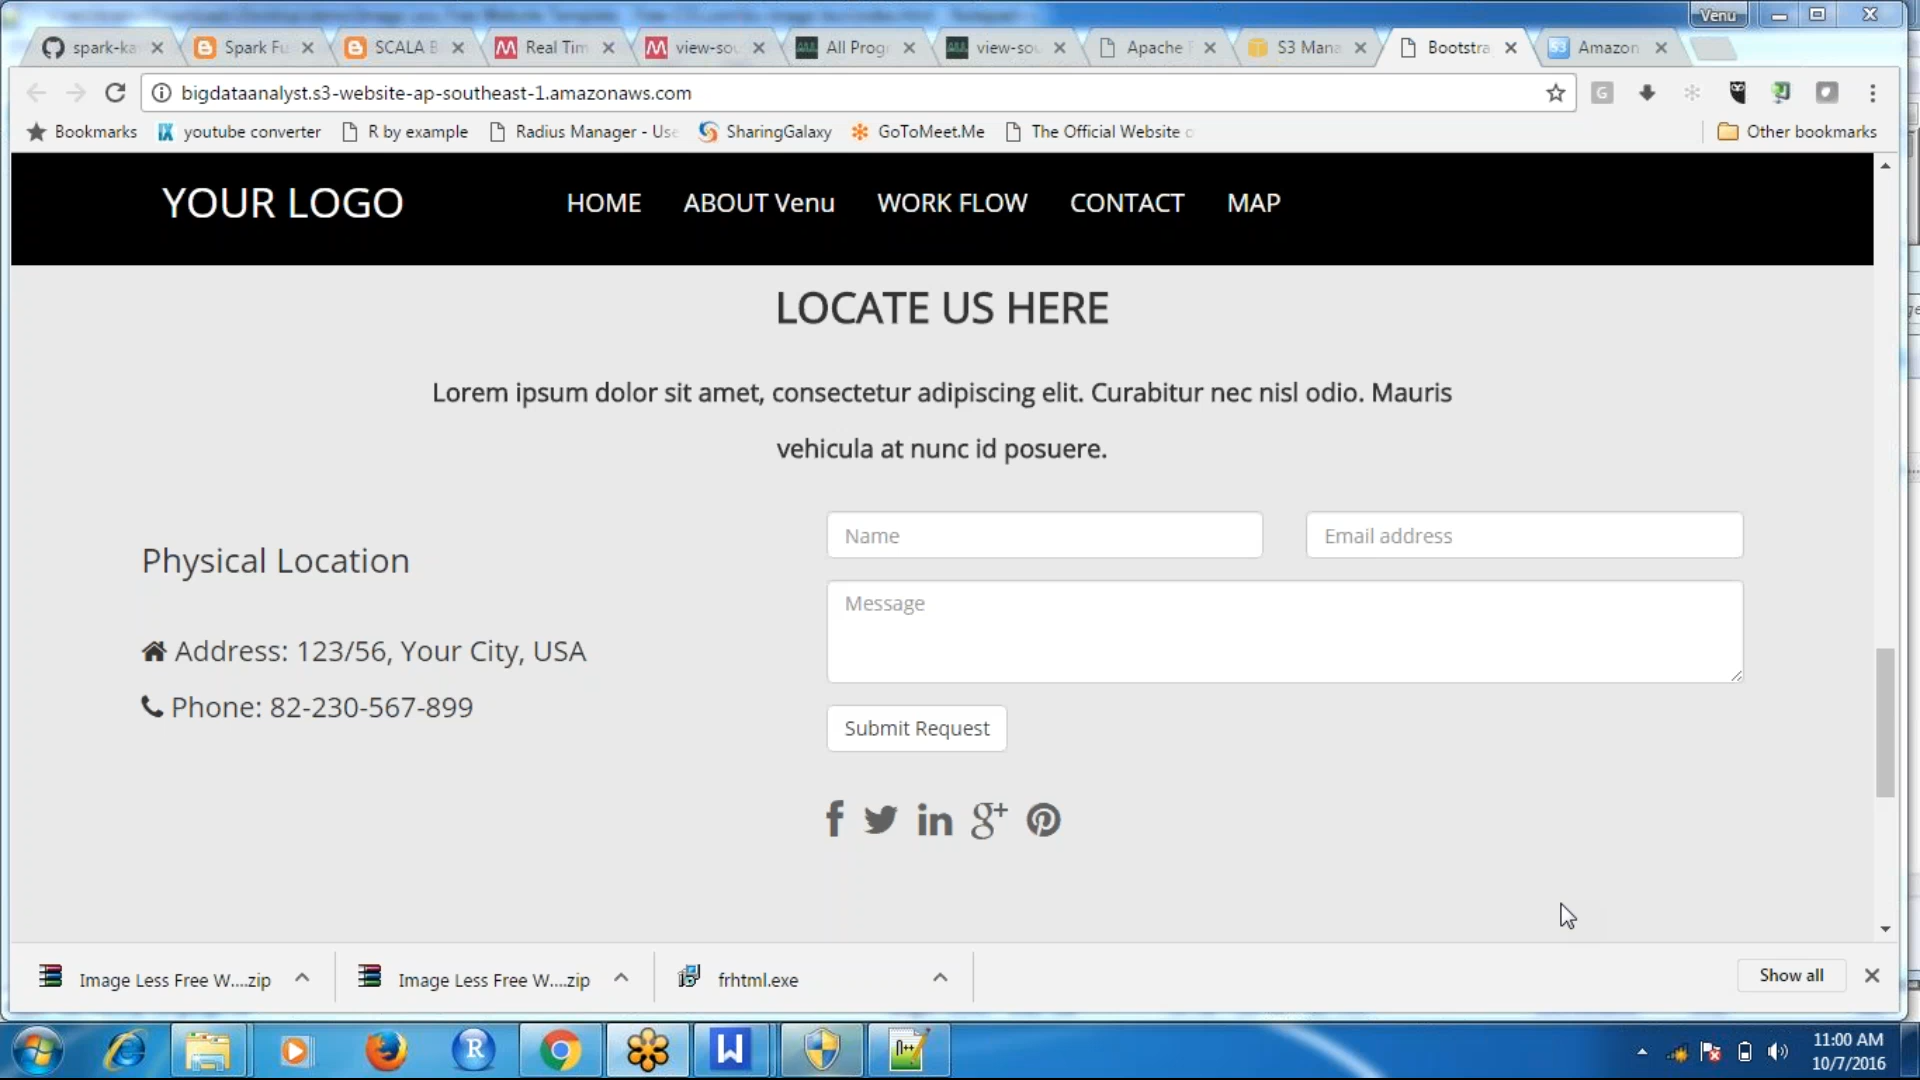 Venu
spark-ka
Spark Fu
SCALA B
Real Tim
view-sou
All Progr
view-sou
Apache F
S3 Mana
Bootstra
Amazon
bigdataanalyst.s3-website-ap-southeast-1.amazonaws.com
Bookmarks
youtube converter
R by example
Radius Manager - Use
SharingGalaxy
GoToMeet.Me
The Official Website o
Other bookmarks
YOUR LOGO
HOME
ABOUT Venu
WORK FLOW
CONTACT
MAP
LOCATE US HERE
Lorem ipsum dolor sit amet, consectetur adipiscing elit. Curabitur nec nisl odio. Mauris
vehicula at nunc id posuere.
Physical Location
Address: 123/56, Your City, USA
Phone: 82-230-567-899
Name
Email address
Message
Submit Request
Image Less Free W....zip
Image Less Free W....zip
frhtml.exe
Show all
11:00 AM
10/7/2016